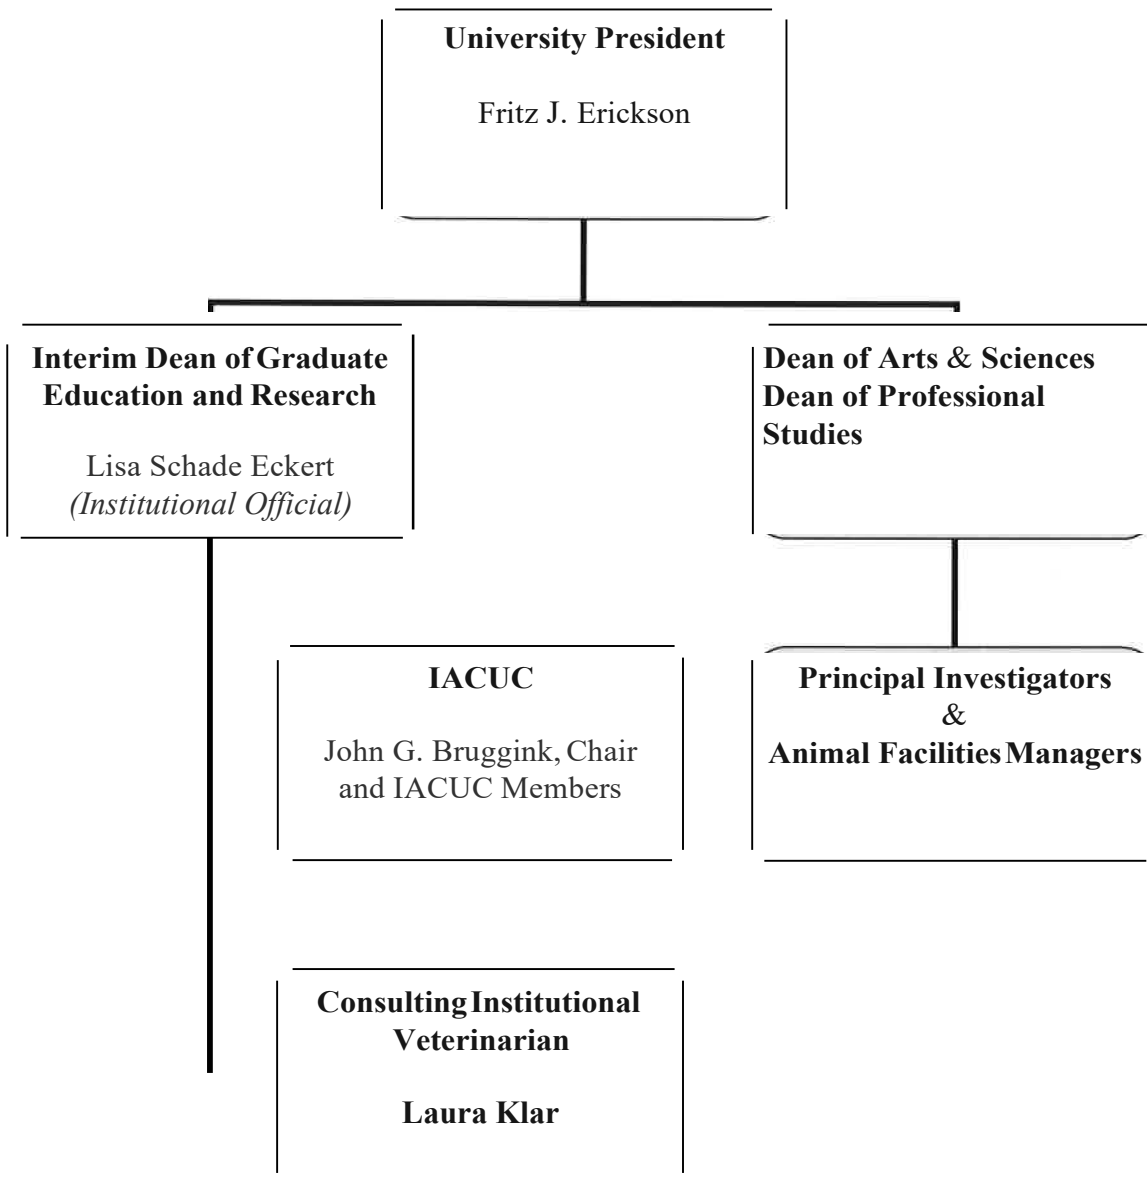 University President
Fritz J. Erickson
Interim Dean of Graduate
Education and Research
Lisa Schade Eckert
(Institutional Official)
Dean of Arts & Sciences
Dean of Professional
Studies
IACUC
John G. Bruggink, Chair
and IACUC Members
Principal Investigators
&
Animal Facilities Managers
Consulting Institutional
Veterinarian
Laura Klar